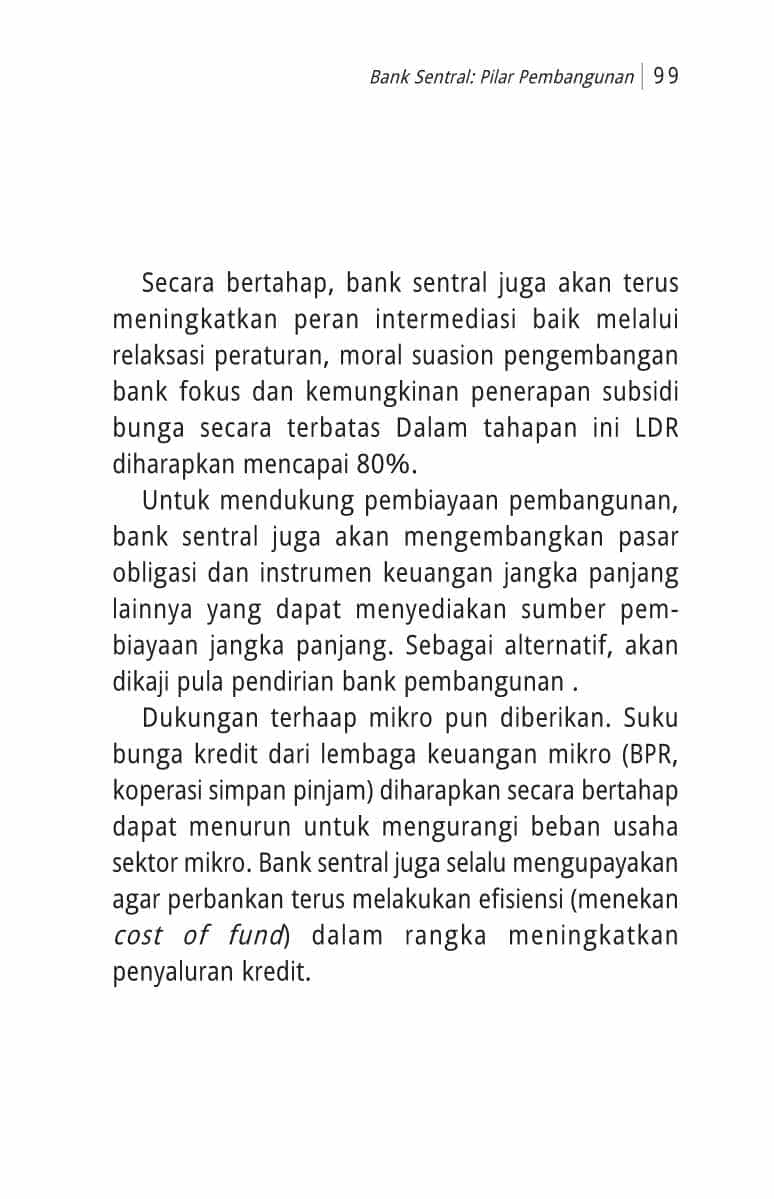 Bank Sentral: Pilar Pembangunan | 99
Secara bertahap, bank sentral juga akan terus
meningkatkan peran intermediasi baik melalui
relaksasi peraturan, moral suasion pengembangan
bank fokus dan kemungkinan penerapan subsidi
bunga secara terbatas Dalam tahapan ini LDR
diharapkan mencapai 80%.
Untuk mendukung pembiayaan pembangunan,
bank sentral juga akan mengembangkan pasar
obligasi dan instrumen keuangan jangka panjang
lainnya yang dapat menyediakan sumber pem-
biayaan jangka panjang. Sebagai alternatif, akan
dikaji pula pendirian bank pembangunan .
Dukungan terhaap mikro pun diberikan. Suku
bunga kredit dari lembaga keuangan mikro (BPR,
koperasi simpan pinjam) diharapkan secara bertahap
dapat menurun untuk mengurangi beban usaha
sektor mikro. Bank sentral juga selalu mengupayakan
agar perbankan terus melakukan efisiensi (menekan
cost of fund) dalam rangka meningkatkan
penyaluran kredit.